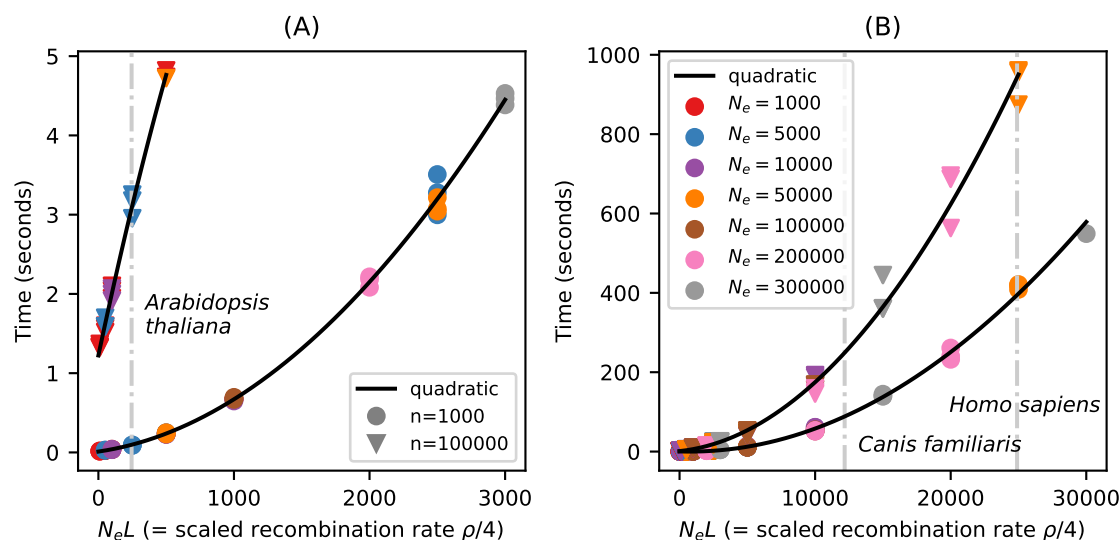 (A)
5
4
3
2
1
0
Time (seconds)
Arabidopsis
thaliana
quadratic
n=1000
n=100000
0
1000
2000
3000
NₑL (= scaled recombination rate ρ/4)
(B)
1000
800
600
400
200
0
Time (seconds)
quadratic
Nₑ = 1000
Nₑ = 5000
Nₑ = 10000
Nₑ = 50000
Nₑ = 100000
Nₑ = 200000
Nₑ = 300000
Homo sapiens
Canis familiaris
0
10000
20000
30000
NₑL (= scaled recombination rate ρ/4)